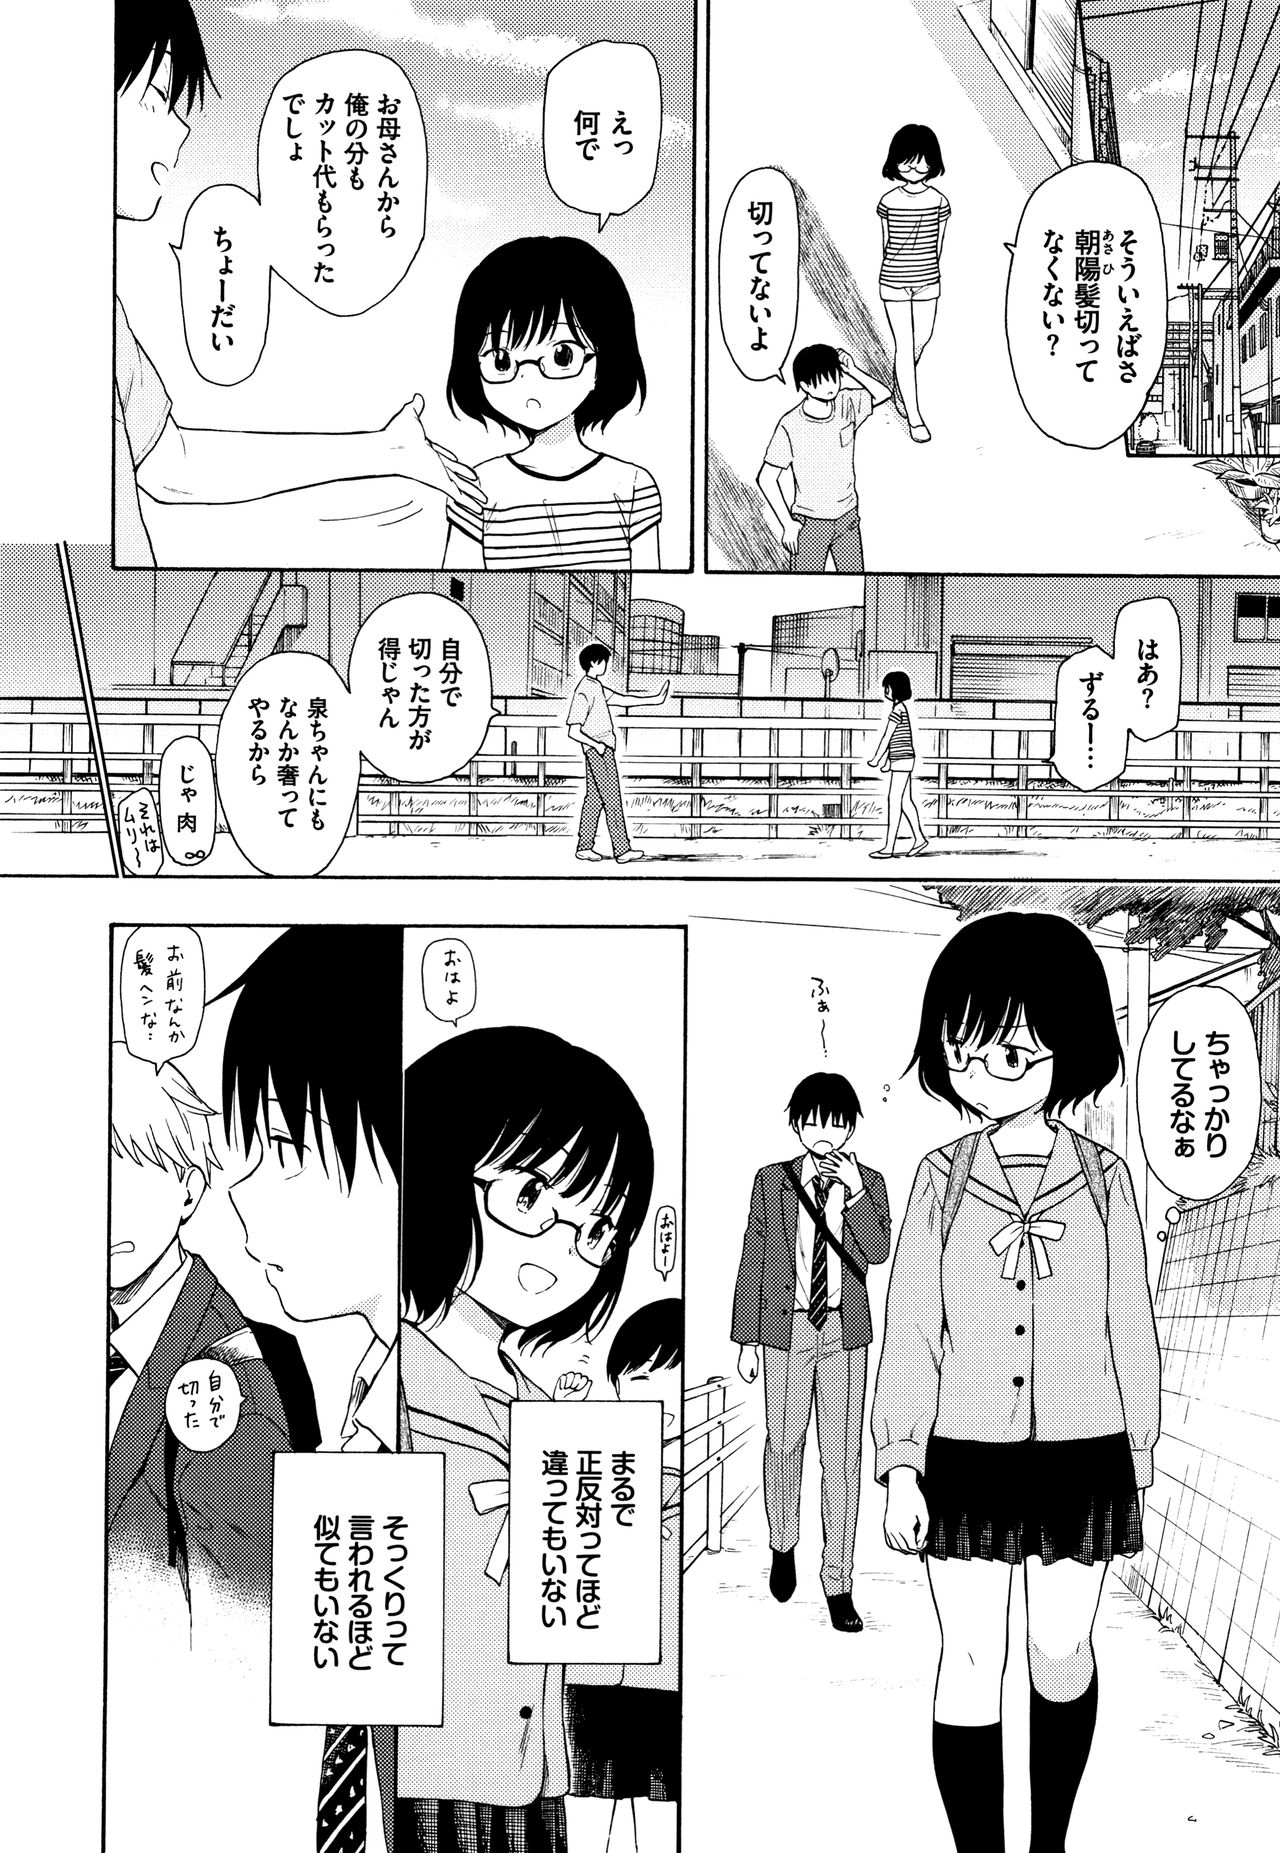 そういえばさ
朝陽髪切って
あさひ
なくない？
切ってないよ
えっ
何で
お母さんから
俺の分も
カット代もらった
でしょ
ちょーだい
はあ？
ずるー…
自分で
切った方が
得じゃん
泉ちゃんにも
なんか奢って
やるから
じゃ肉
それは
ムリ〜
ちゃっかり
してるなぁ
ふぁ〜…
おはよ
おはよー
まるで
正反対ってほど
違ってもいない
お前なんか
髪ヘンな…
自分で
切った
そっくりって
言われるほど
似てもいない